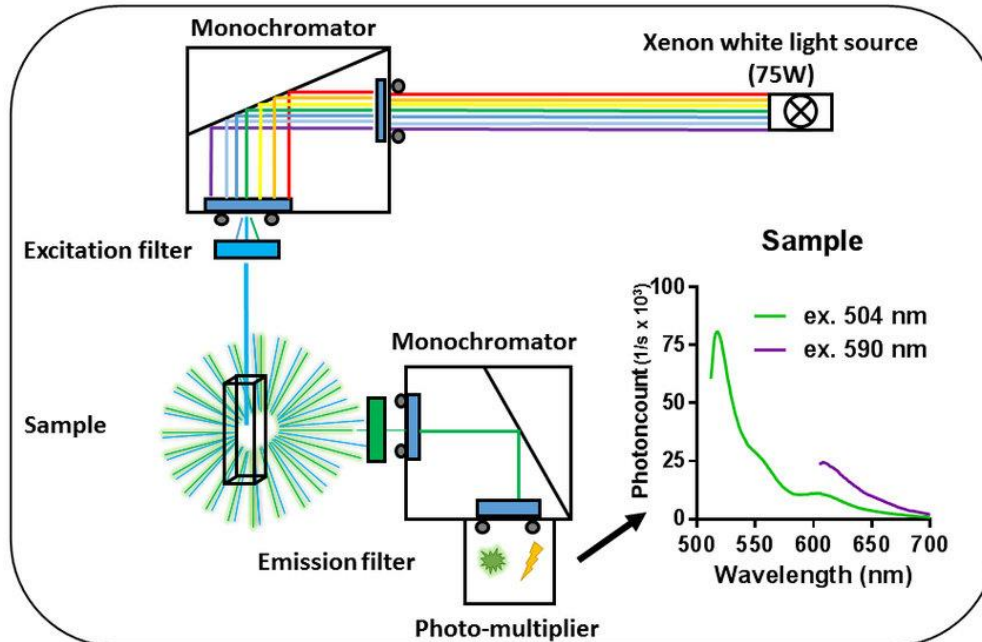 Monochromator
Xenon white light source
(75W)
Excitation filter
Sample
Monochromator
Emission filter
Photo-multiplier
Sample
ex. 504 nm
ex. 590 nm
Photoncount (1/s x 10³)
100
75
50
25
0
500 550 600 650 700
Wavelength (nm)